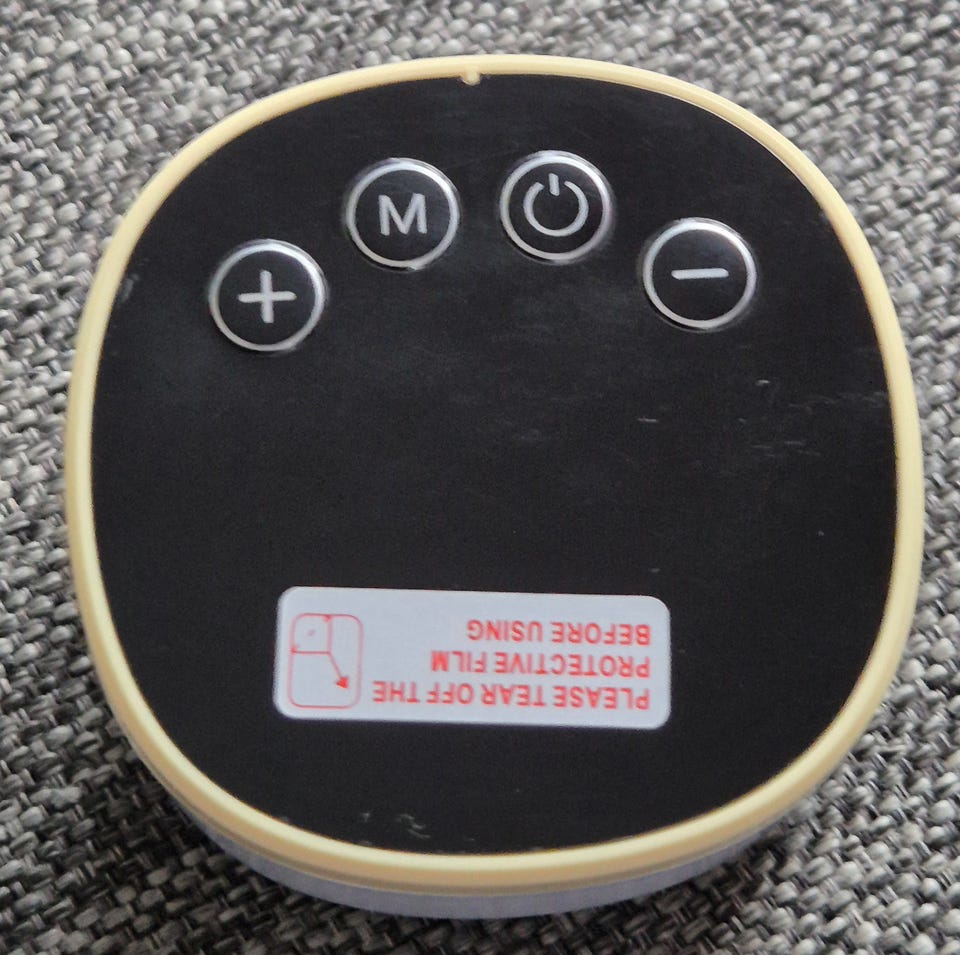 +
M
−
PLEASE TEAR OFF THE
PROTECTIVE FILM
BEFORE USING